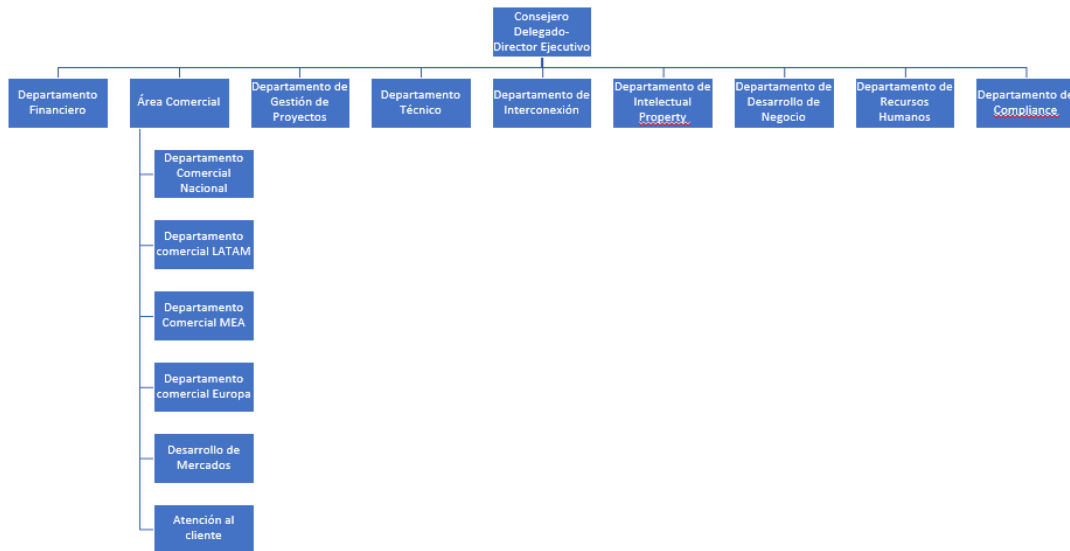 Consejero
Delegado-
Director Ejecutivo
Departamento
Financiero
Área Comercial
Departamento de
Gestión de
Proyectos
Departamento
Técnico
Departamento de
Interconexión
Departamento de
Intelectual
Property
Departamento de
Desarrollo de
Negocio
Departamento de
Recursos
Humanos
Departamento de
Compliance
Departamento
Comercial
Nacional
Departamento
comercial LATAM
Departamento
Comercial MEA
Departamento
comercial Europa
Desarrollo de
Mercados
Atención al
cliente